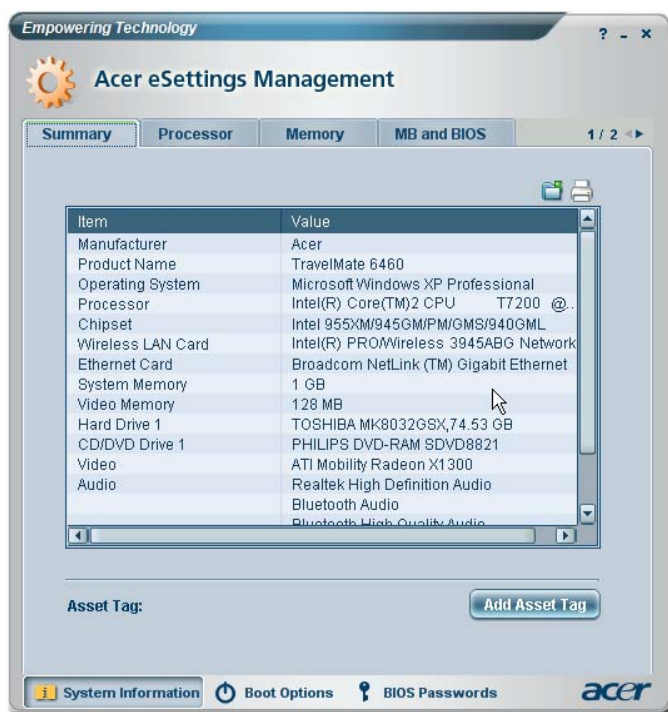 Empowering Technology
? - x
Acer eSettings Management
Summary Processor Memory MB and BIOS 1 / 2
Item Value
Manufacturer Acer
Product Name TravelMate 6460
Operating System Microsoft Windows XP Professional
Processor Intel(R) Core(TM)2 CPU T7200 @..
Chipset Intel 955XM/945GM/PM/GMS/940GML
Wireless LAN Card Intel(R) PRO/Wireless 3945ABG Network
Ethernet Card Broadcom NetLink (TM) Gigabit Ethernet
System Memory 1 GB
Video Memory 128 MB
Hard Drive 1 TOSHIBA MK8032GSX,74.53 GB
CD/DVD Drive 1 PHILIPS DVD-RAM SDVD8821
Video ATI Mobility Radeon X1300
Audio Realtek High Definition Audio
Bluetooth Audio
Bluetooth High Quality Audio
Asset Tag: Add Asset Tag
System Information Boot Options BIOS Passwords acer